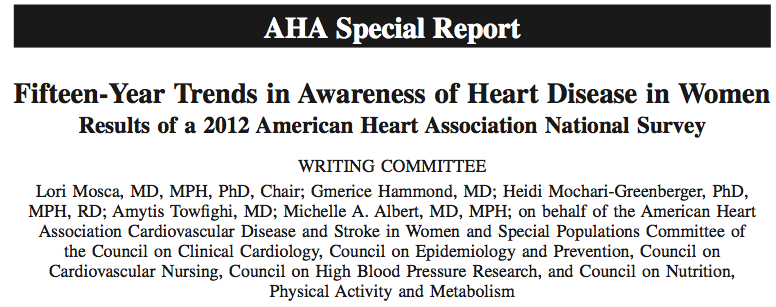 AHA Special Report
Fifteen-Year Trends in Awareness of Heart Disease in Women
Results of a 2012 American Heart Association National Survey
WRITING COMMITTEE
Lori Mosca, MD, MPH, PhD, Chair; Gmerice Hammond, MD; Heidi Mochari-Greenberger, PhD,
MPH, RD; Amytis Towfighi, MD; Michelle A. Albert, MD, MPH; on behalf of the American Heart
Association Cardiovascular Disease and Stroke in Women and Special Populations Committee of
the Council on Clinical Cardiology, Council on Epidemiology and Prevention, Council on
Cardiovascular Nursing, Council on High Blood Pressure Research, and Council on Nutrition,
Physical Activity and Metabolism